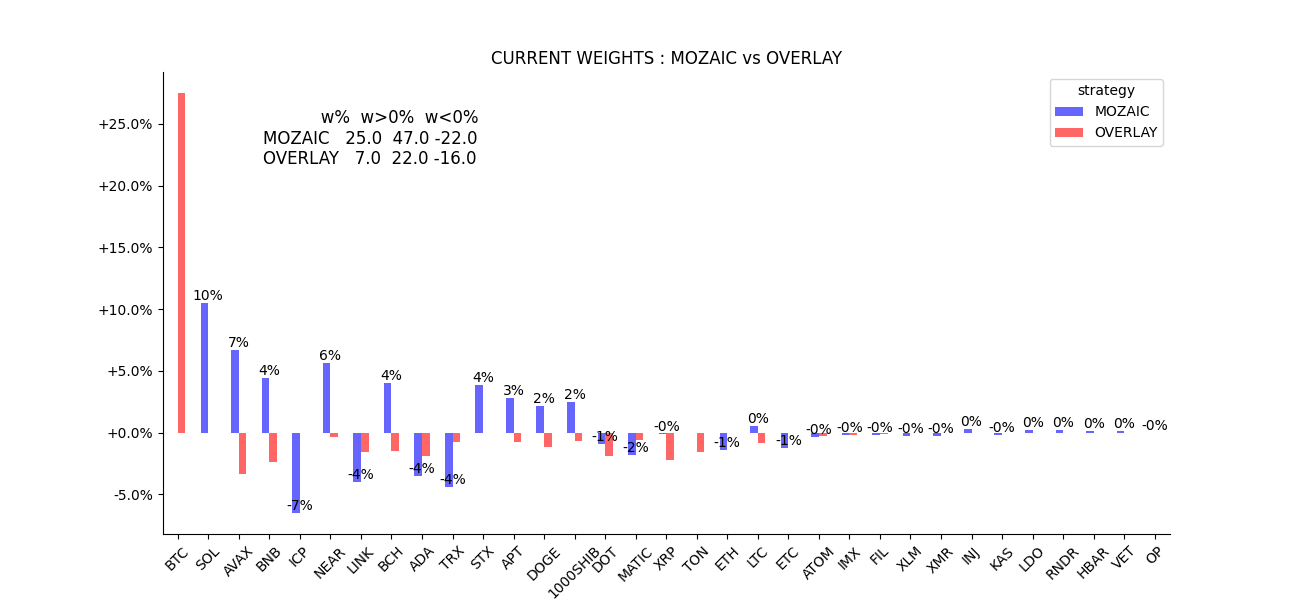 CURRENT WEIGHTS : MOZAIC vs OVERLAY
strategy
MOZAIC
OVERLAY
w% w>0% w<0%
MOZAIC 25.0 47.0 -22.0
OVERLAY 7.0 22.0 -16.0
+25.0%
+20.0%
+15.0%
+10.0%
+5.0%
+0.0%
-5.0%
10%
7%
4%
-7%
6%
-4%
4%
-4%
-4%
4%
3%
2%
2%
-1%
-2%
-0%
-1%
0%
-1%
-0%
-0%
-0%
-0%
-0%
0%
-0%
0%
0%
0%
0%
-0%
BTC
SOL
AVAX
BNB
ICP
NEAR
LINK
BCH
ADA
TRX
STX
APT
DOGE
1000SHIB
DOT
MATIC
XRP
TON
ETH
LTC
ETC
ATOM
IMX
FIL
XLM
XMR
INJ
KAS
LDO
RNDR
HBAR
VET
OP